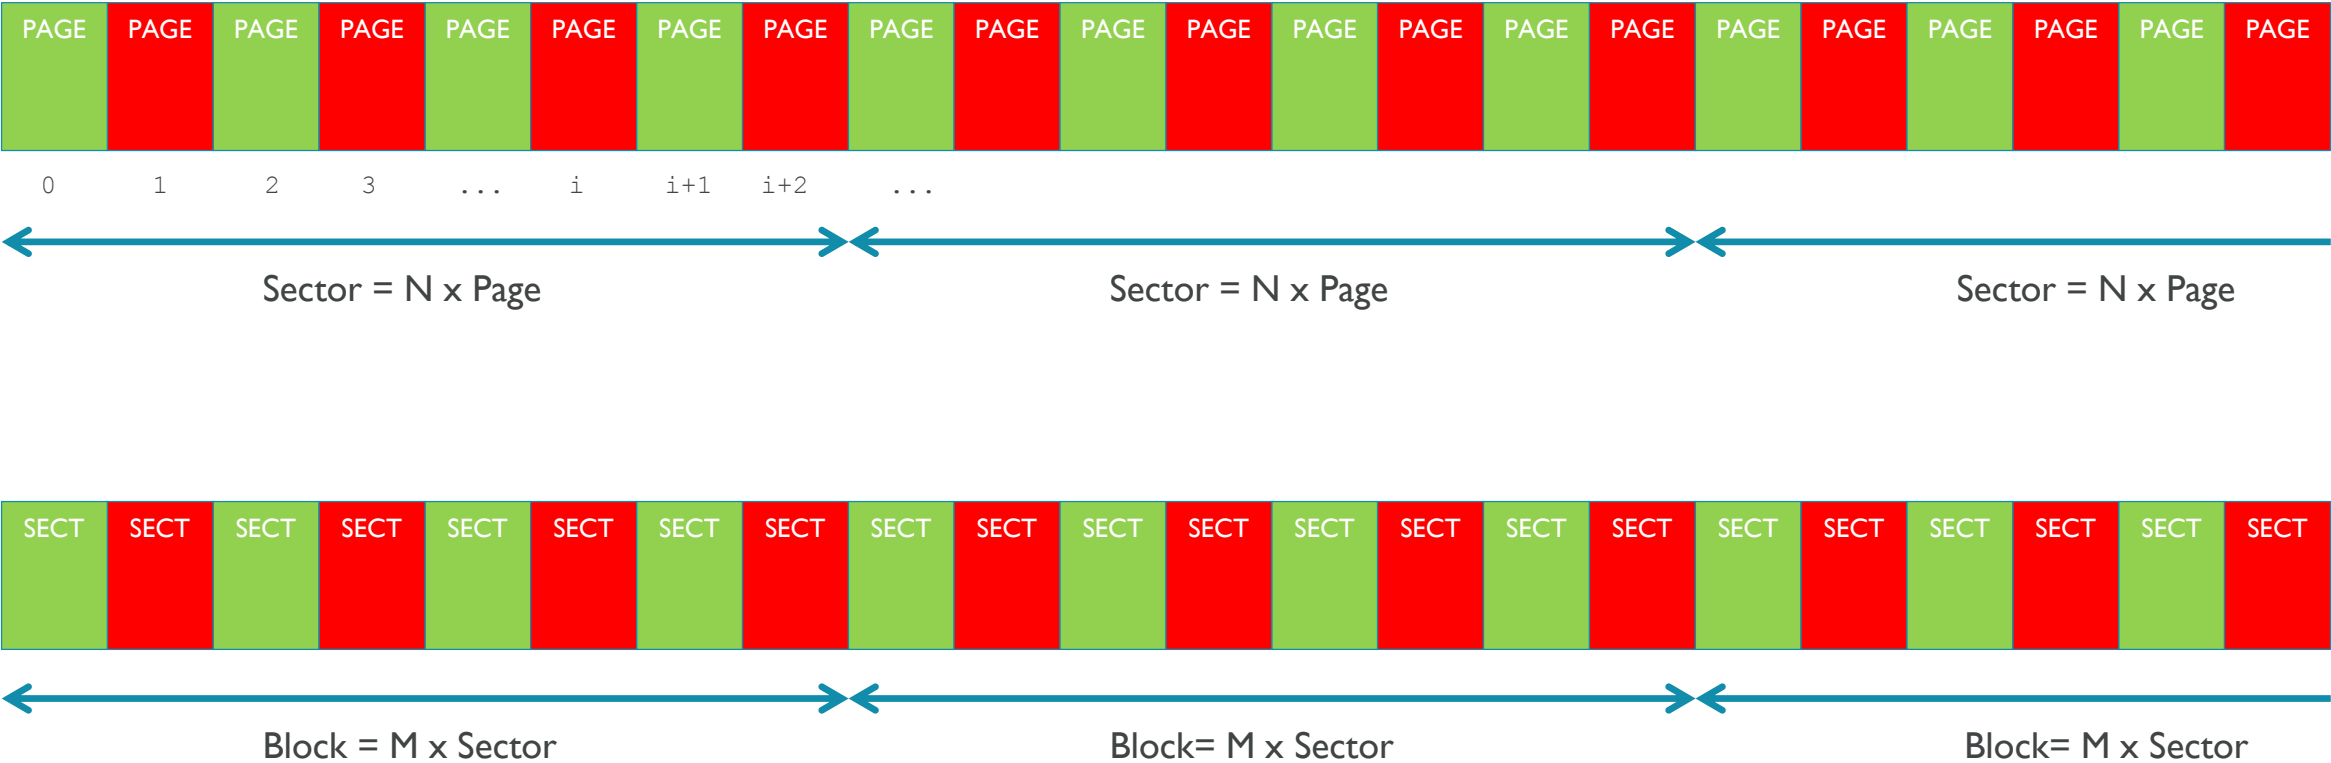 PAGE PAGE PAGE PAGE PAGE PAGE PAGE PAGE PAGE PAGE PAGE PAGE PAGE PAGE PAGE PAGE PAGE PAGE PAGE PAGE PAGE PAGE
0 1 2 3 ... i i+1 i+2 ...
Sector = N x Page Sector = N x Page Sector = N x Page
SECT SECT SECT SECT SECT SECT SECT SECT SECT SECT SECT SECT SECT SECT SECT SECT SECT SECT SECT SECT SECT SECT
Block = M x Sector Block= M x Sector Block= M x Sector